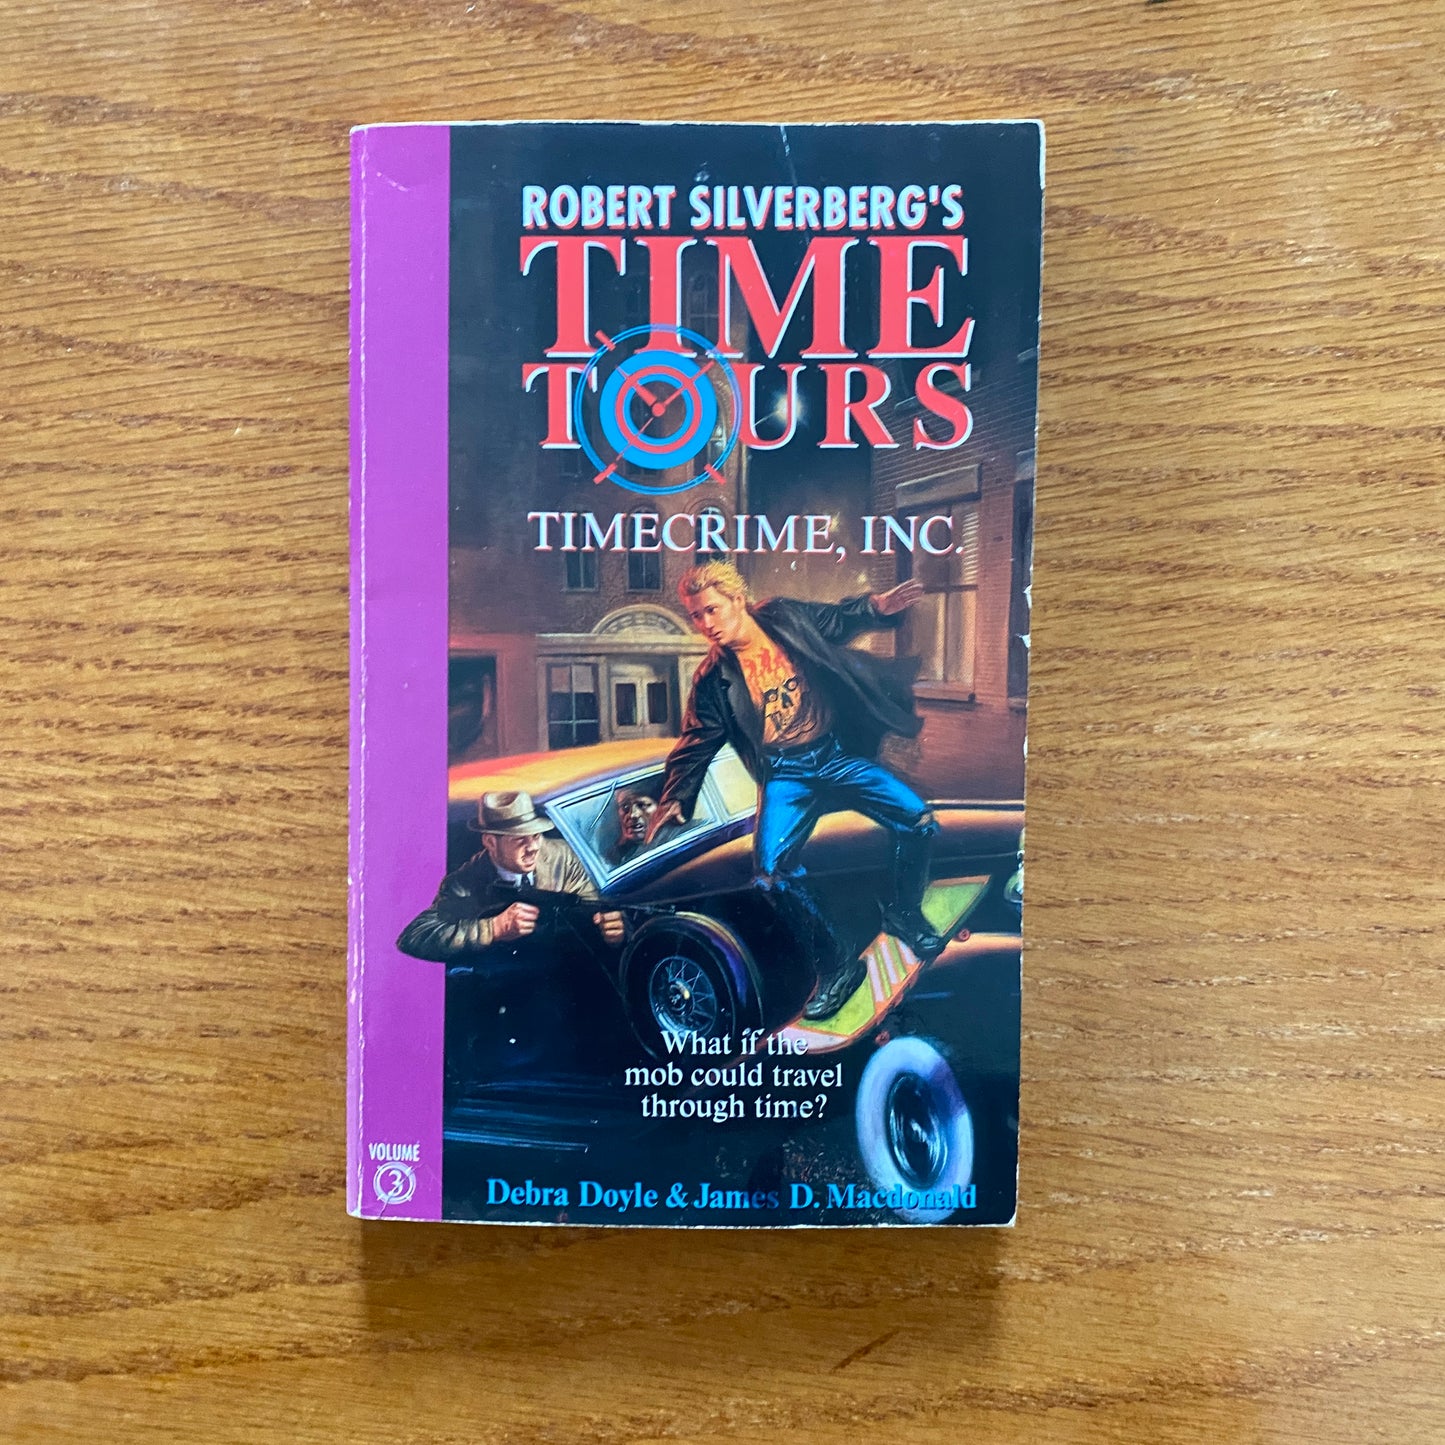 ROBERT SILVERBERG'S
TIME
TOURS
TIMECRIME, INC.
What if the
mob could travel
through time?
VOLUME
3
Debra Doyle & James D. Macdonald